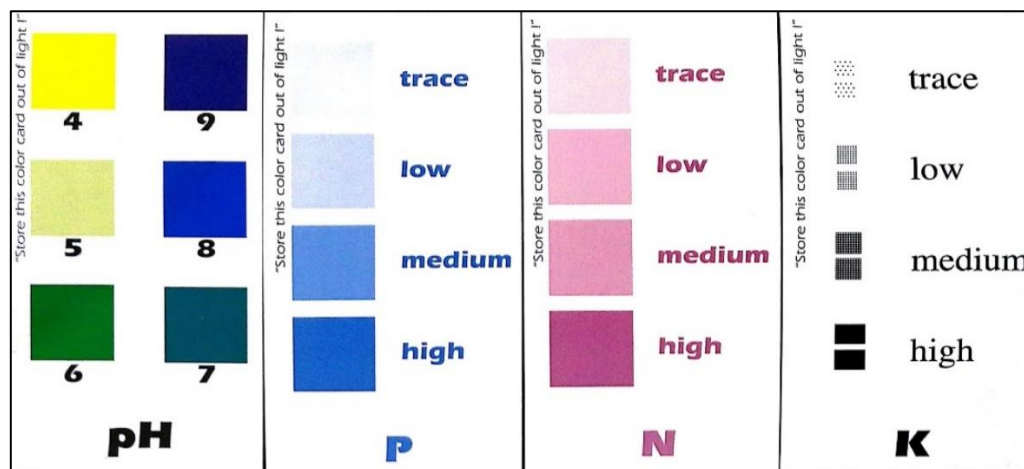 "Store this color card out of light !"
4
9
5
8
6
7
pH
"Store this color card out of light !"
trace
low
medium
high
P
"Store this color card out of light !"
trace
low
medium
high
N
"Store this color card out of light !"
trace
low
medium
high
K